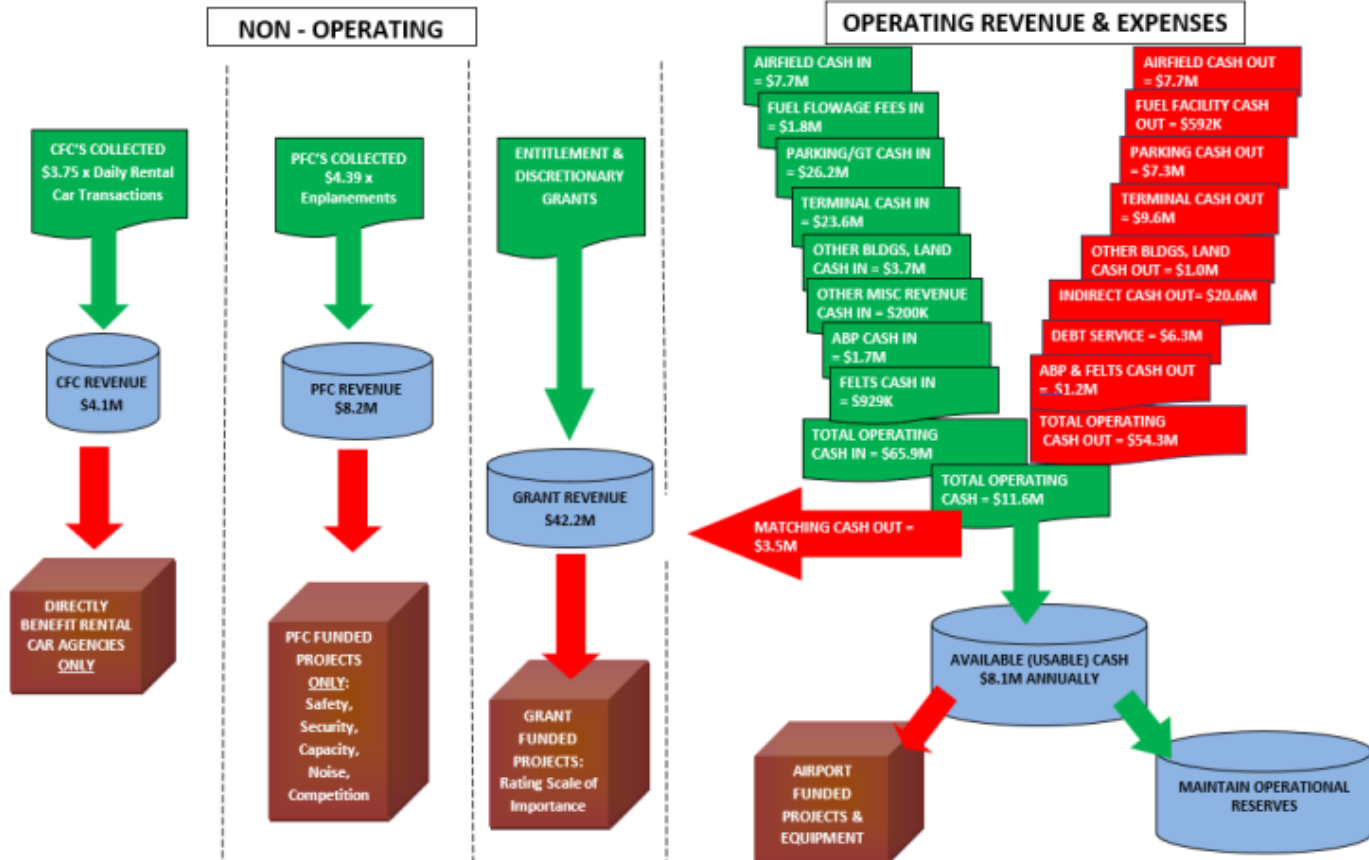 NON - OPERATING
CFC'S COLLECTED
$3.75 x Daily Rental
Car Transactions
CFC REVENUE
$4.1M
DIRECTLY
BENEFIT RENTAL
CAR AGENCIES
ONLY
PFC'S COLLECTED
$4.39 x
Enplanements
PFC REVENUE
$8.2M
PFC FUNDED
PROJECTS
ONLY:
Safety,
Security,
Capacity,
Noise,
Competition
ENTITLEMENT &
DISCRETIONARY
GRANTS
GRANT REVENUE
$42.2M
GRANT
FUNDED
PROJECTS:
Rating Scale of
Importance
OPERATING REVENUE & EXPENSES
AIRFIELD CASH IN
= $7.7M
FUEL FLOWAGE FEES IN
= $1.8M
PARKING/GT CASH IN
= $26.2M
TERMINAL CASH IN
= $23.6M
OTHER BLDGS, LAND
CASH IN = $3.7M
OTHER MISC REVENUE
CASH IN = $200K
ABP CASH IN
= $1.7M
FELTS CASH IN
= $929K
TOTAL OPERATING
CASH IN = $65.9M
AIRFIELD CASH OUT
= $7.7M
FUEL FACILITY CASH
OUT = $592K
PARKING CASH OUT
= $7.3M
TERMINAL CASH OUT
= $9.6M
OTHER BLDGS, LAND
CASH OUT = $1.0M
INDIRECT CASH OUT= $20.6M
DEBT SERVICE = $6.3M
ABP & FELTS CASH OUT
= $1.2M
TOTAL OPERATING
CASH OUT = $54.3M
TOTAL OPERATING
CASH = $11.6M
MATCHING CASH OUT =
$3.5M
AVAILABLE (USABLE) CASH
$8.1M ANNUALLY
AIRPORT
FUNDED
PROJECTS &
EQUIPMENT
MAINTAIN OPERATIONAL
RESERVES